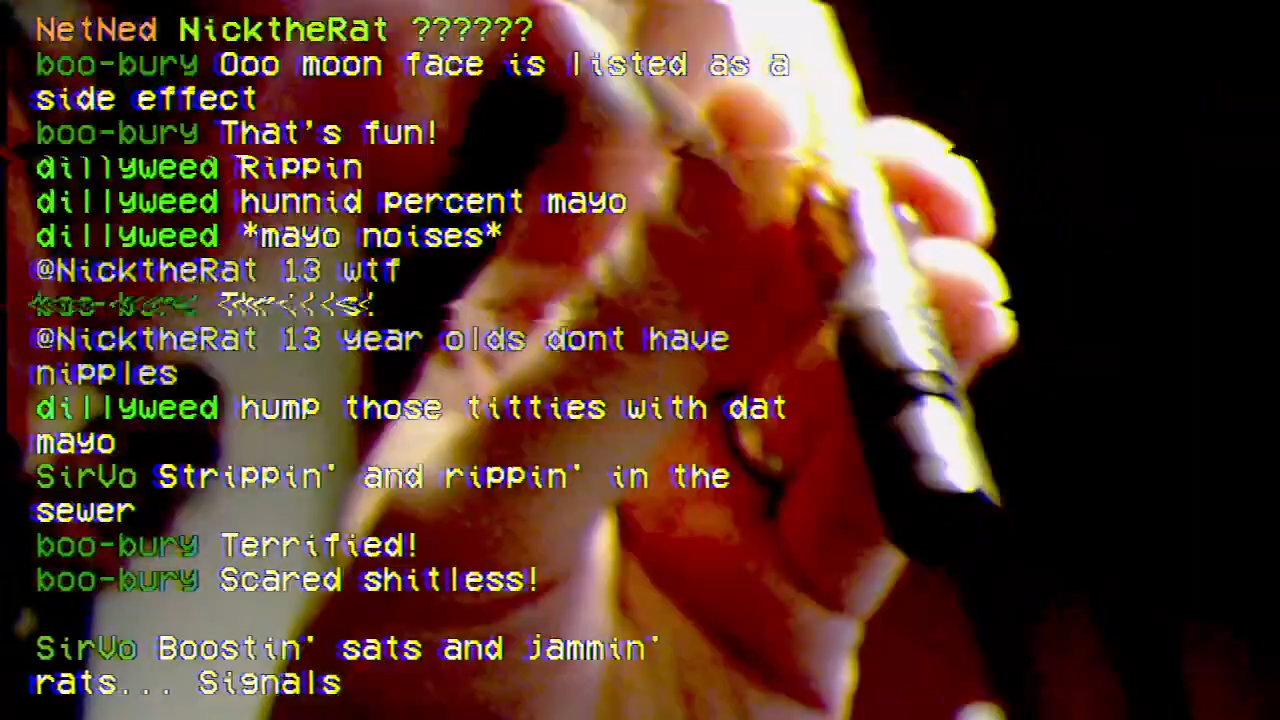 NetNed NicktheRat ??????
boo-bury Ooo moon face is listed as a
side effect
boo-bury That's fun!
dillyweed Rippin
dillyweed hunnid percent mayo
dillyweed *mayo noises*
@NicktheRat 13 wtf
@NicktheRat 13 year olds dont have
nipples
dillyweed hump those titties with dat
mayo
SirVo Strippin' and rippin' in the
sewer
boo-bury Terrified!
boo-bury Scared shitless!
SirVo Boostin' sats and jammin'
rats... Signals